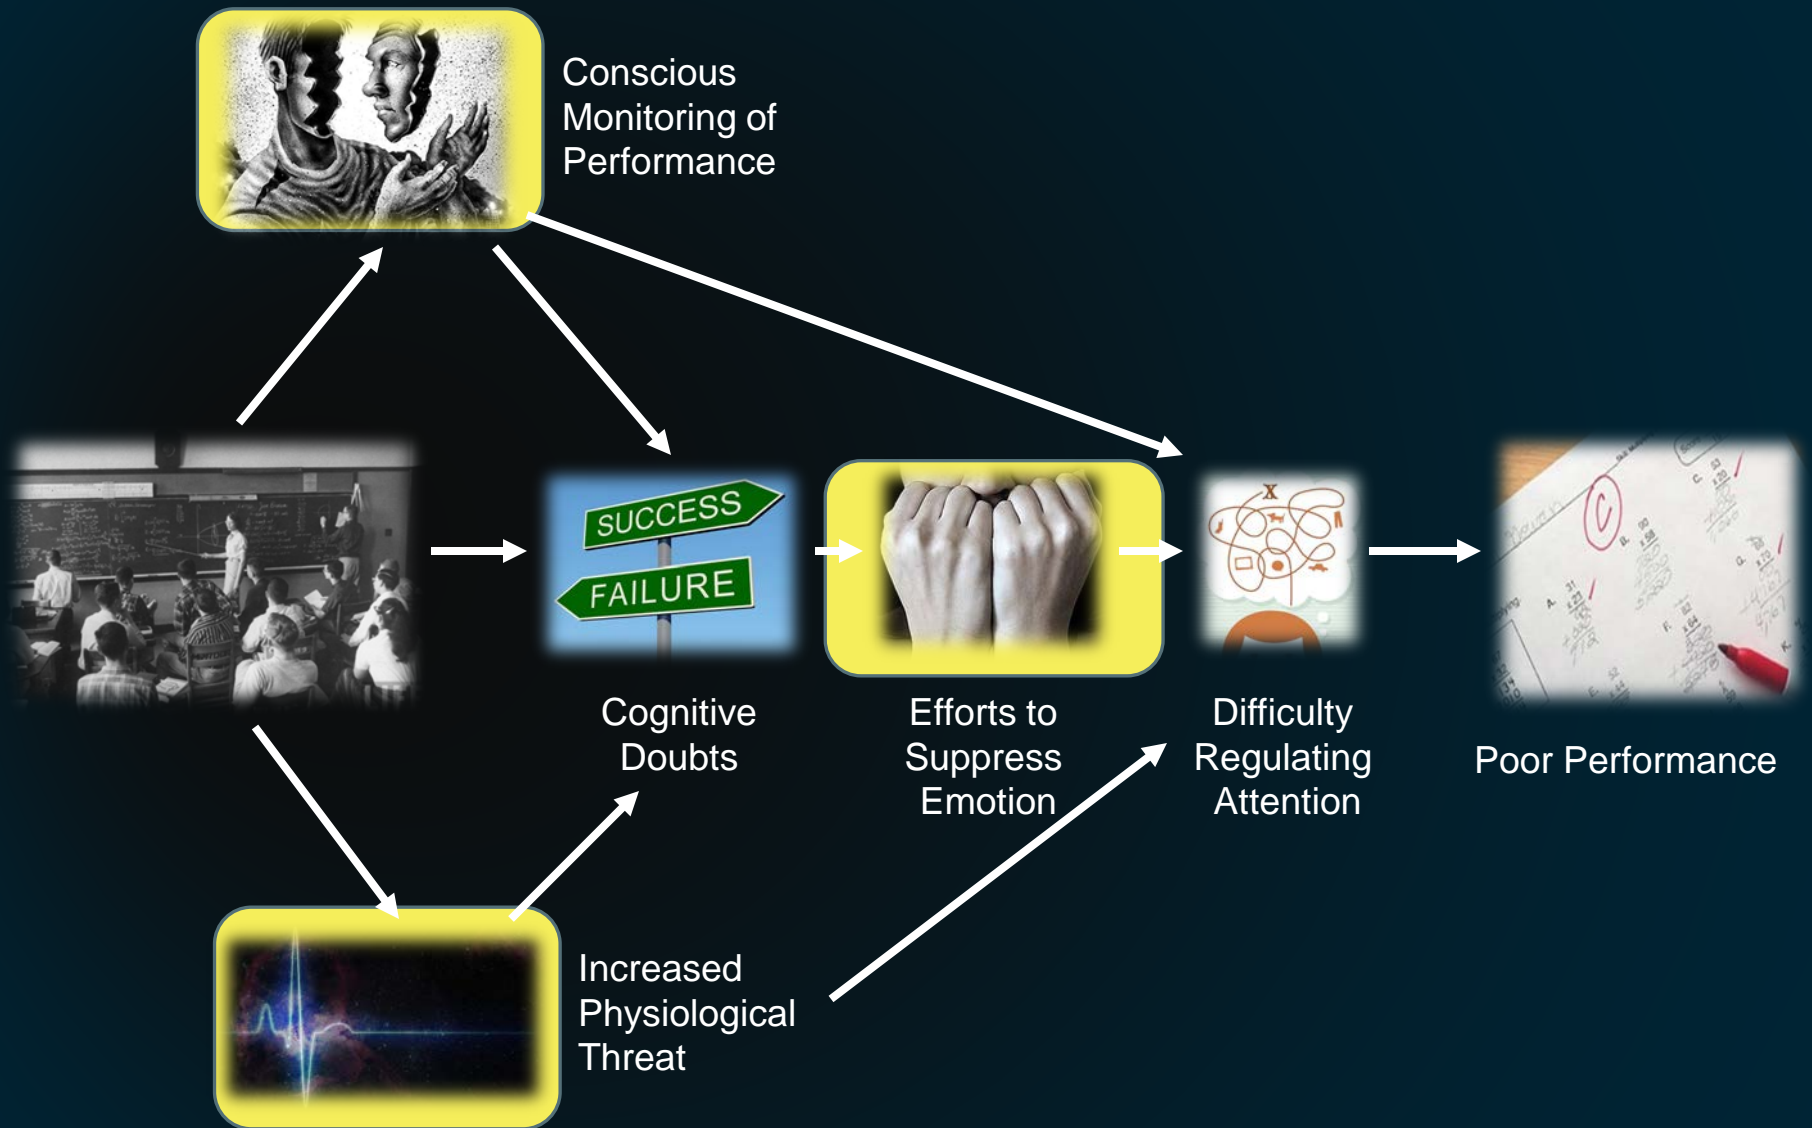 Conscious
Monitoring of
Performance
SUCCESS
FAILURE
Cognitive
Doubts
Efforts to
Suppress
Emotion
Difficulty
Regulating
Attention
Poor Performance
Increased
Physiological
Threat
X
C